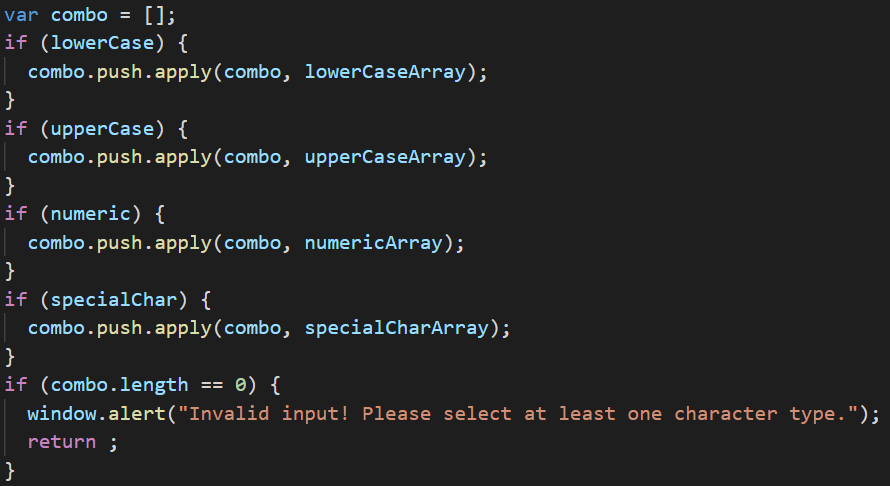 var combo = [];
if (lowerCase) {
  combo.push.apply(combo, lowerCaseArray);
}
if (upperCase) {
  combo.push.apply(combo, upperCaseArray);
}
if (numeric) {
  combo.push.apply(combo, numericArray);
}
if (specialChar) {
  combo.push.apply(combo, specialCharArray);
}
if (combo.length == 0) {
  window.alert("Invalid input! Please select at least one character type.");
  return ;
}